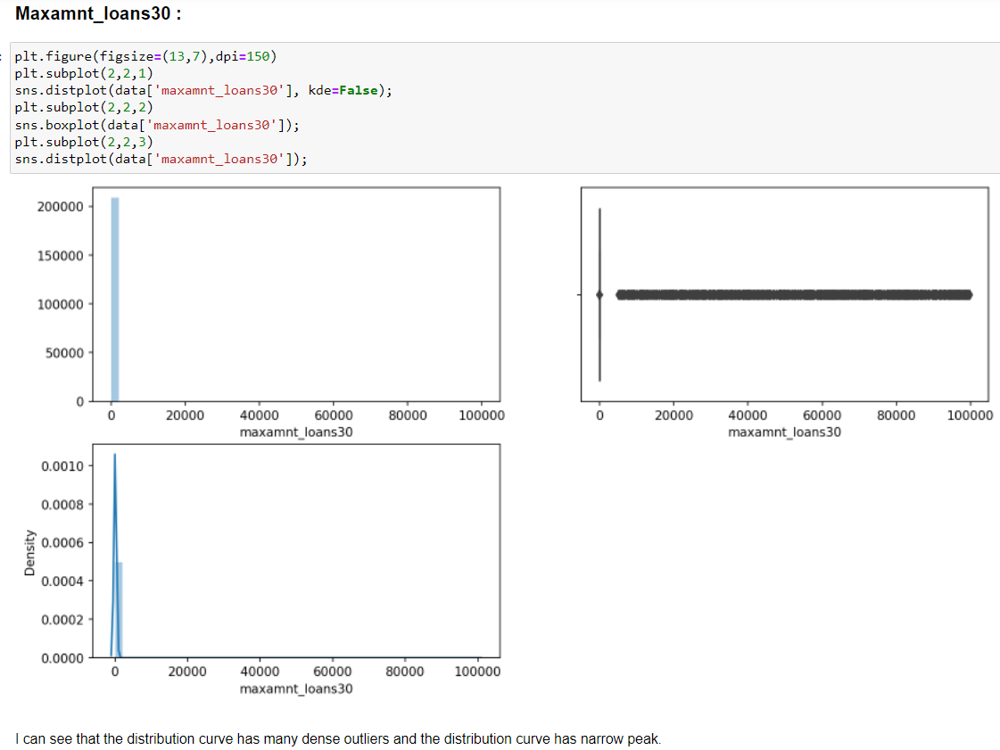 Maxamnt_loans30 :
: plt.figure(figsize=(13,7),dpi=150)
plt.subplot(2,2,1)
sns.distplot(data['maxamnt_loans30'], kde=False);
plt.subplot(2,2,2)
sns.boxplot(data['maxamnt_loans30']);
plt.subplot(2,2,3)
sns.distplot(data['maxamnt_loans30']);
200000
150000
100000
50000
0
0 20000 40000 60000 80000 100000
maxamnt_loans30
0 20000 40000 60000 80000 100000
maxamnt_loans30
0.0010
0.0008
0.0006
0.0004
0.0002
0.0000
Density
0 20000 40000 60000 80000 100000
maxamnt_loans30
I can see that the distribution curve has many dense outliers and the distribution curve has narrow peak.